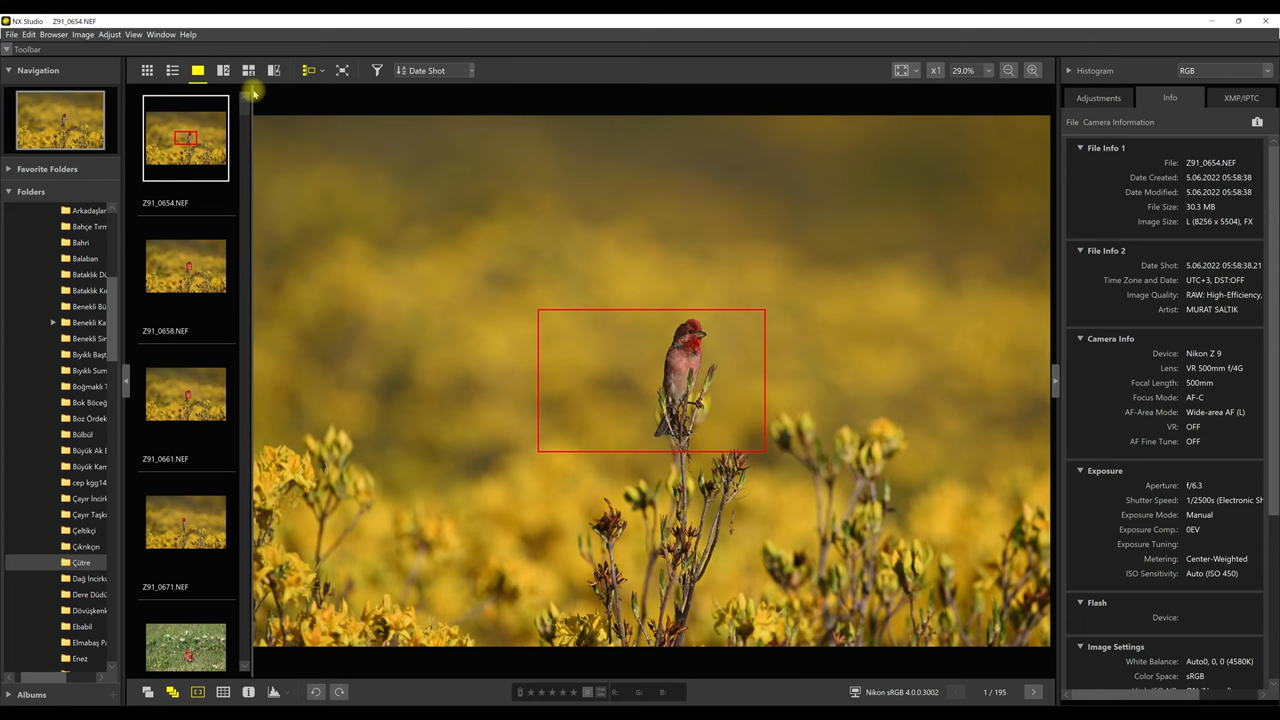 NX Studio Z91_0654.NEF
File Edit Browser Image Adjust View Window Help
Toolbar
Navigation
Date Shot
x1
29.0%
Histogram
RGB
Adjustments
Info
XMP/IPTC
File Camera Information
Favorite Folders
Folders
Arkadaşlar
Bahçe Tırm
Bahri
Balaban
Bataklık Dü
Bataklık Kı
Benekli Bü
Benekli Ka
Benekli Sin
Bıyıklı Başt
Bıyıklı Sum
Boğmaklı T
Bok Böceğ
Boz Ördek
Bülbül
Büyük Ak B
Büyük Kam
cep kgg14
Çayır İncirk
Çayır Taşkı
Çeltikçi
Çıkrıkçın
Çütre
Dağ İncirku
Dere Düdü
Dövüşkenk
Ebabil
Elmabaş Pa
Enez
Albums
Z91_0654.NEF
Z91_0658.NEF
Z91_0661.NEF
Z91_0671.NEF
File Info 1
File: Z91_0654.NEF
Date Created: 5.06.2022 05:58:38
Date Modified: 5.06.2022 05:58:38
File Size: 30.3 MB
Image Size: L (8256 x 5504), FX
File Info 2
Date Shot: 5.06.2022 05:58:38.21
Time Zone and Date: UTC+3, DST:OFF
Image Quality: RAW: High-Efficiency,
Artist: MURAT SALTIK
Camera Info
Device: Nikon Z 9
Lens: VR 500mm f/4G
Focal Length: 500mm
Focus Mode: AF-C
AF-Area Mode: Wide-area AF (L)
VR: OFF
AF Fine Tune: OFF
Exposure
Aperture: f/6.3
Shutter Speed: 1/2500s (Electronic Sh
Exposure Mode: Manual
Exposure Comp.: 0EV
Exposure Tuning:
Metering: Center-Weighted
ISO Sensitivity: Auto (ISO 450)
Flash
Device:
Image Settings
White Balance: Auto0, 0, 0 (4580K)
Color Space: sRGB
R: G: B:
Nikon sRGB 4.0.0.3002
1 / 195